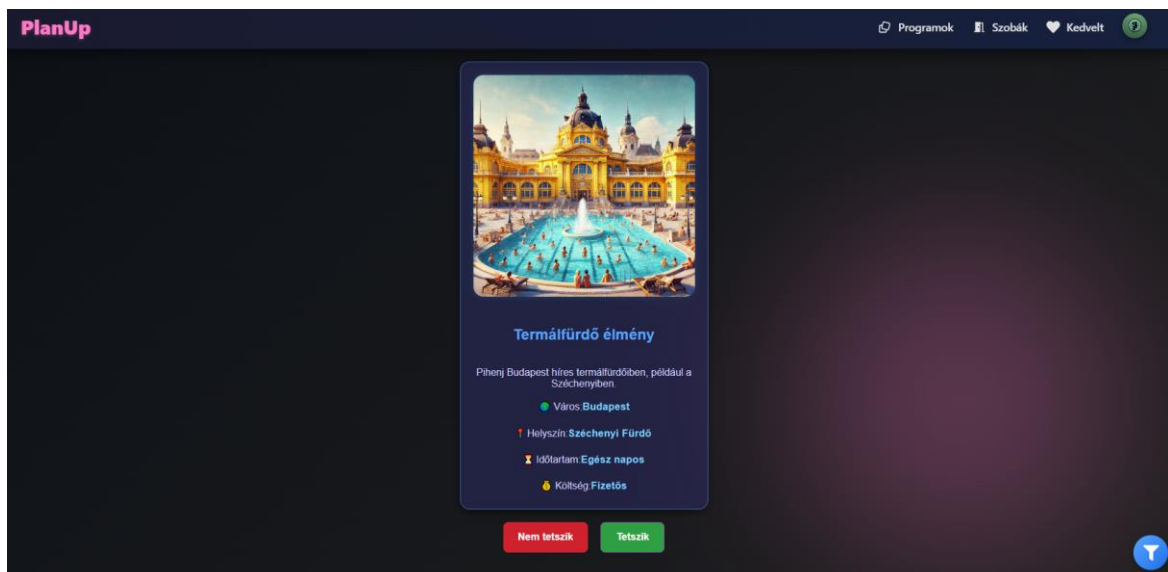 PlanUp
Programok
Szobák
Kedvelt
Termálfürdő élmény
Pihenj Budapest híres termálfürdőiben, például a
Széchenyiben.
Város:Budapest
Helyszín:Széchenyi Fürdő
Időtartam:Egész napos
Költség:Fizetős
Nem tetszik
Tetszik